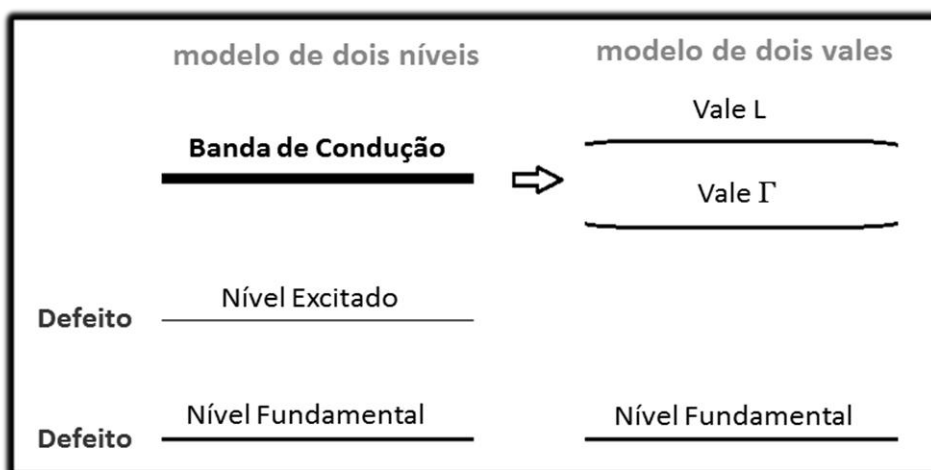 modelo de dois níveis
modelo de dois vales
Vale L
Banda de Condução
Vale Γ
Nível Excitado
Defeito
Nível Fundamental
Nível Fundamental
Defeito